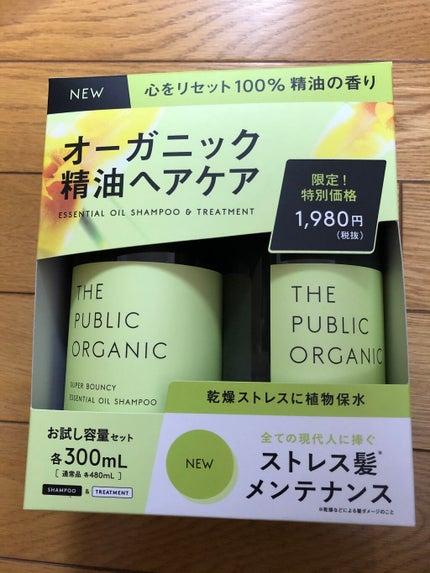 NEW
心をリセット100%精油の香り
オーガニック
精油ヘアケア
ESSENTIAL OIL SHAMPOO & TREATMENT
限定!
特別価格
1,980円
(税抜)
THE
PUBLIC
ORGANIC
SUPER BOUNCY
ESSENTIAL OIL SHAMPOO
THE
PUBLIC
ORGANIC
乾燥ストレスに植物保水
お試し容量セット
各300mL
[通常品 各480mL]
SHAMPOO & TREATMENT
NEW
全ての現代人に捧ぐ
ストレス髪※
メンテナンス
※乾燥などによる髪ダメージのこと